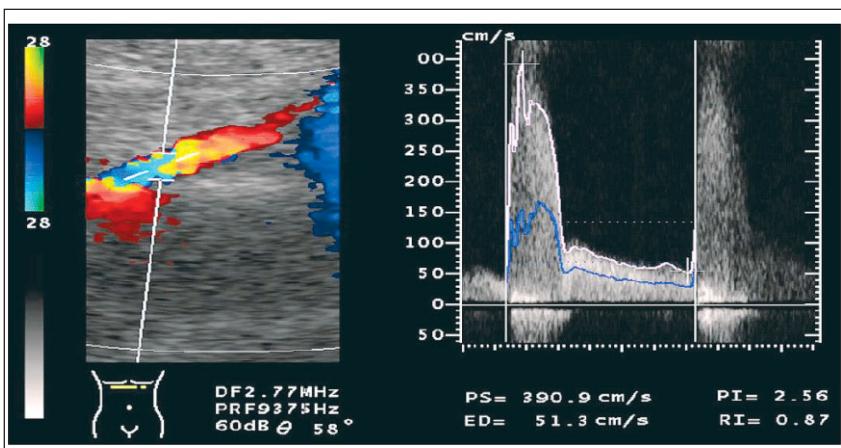 28
28
DF2.77MHz
PRF9375Hz
60dB θ 58°
cm/s
00
350
300
250
200
150
100
50
0
50
PS= 390.9 cm/s PI= 2.56
ED= 51.3 cm/s RI= 0.87